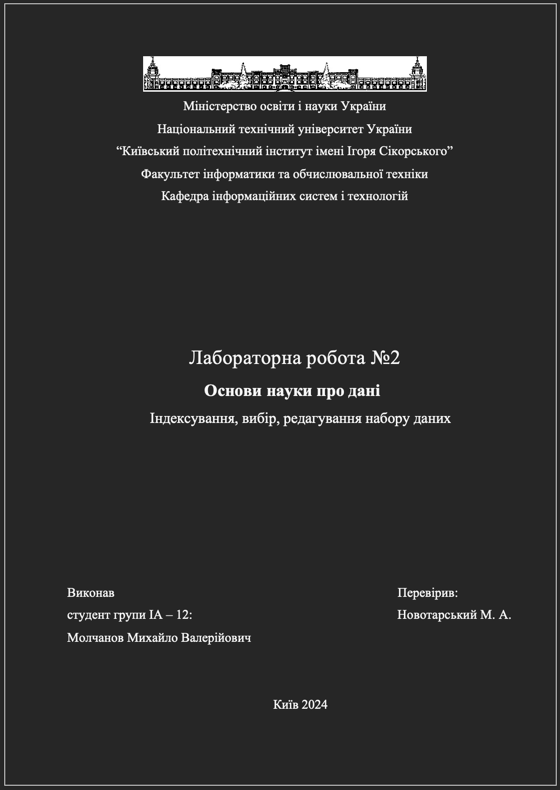 Міністерство освіти і науки України
Національний технічний університет України
“Київський політехнічний інститут імені Ігоря Сікорського”
Факультет інформатики та обчислювальної техніки
Кафедра інформаційних систем і технологій
Лабораторна робота №2
Основи науки про дані
Індексування, вибір, редагування набору даних
Виконав
студент групи ІА – 12:
Молчанов Михайло Валерійович
Перевірив:
Новотарський М. А.
Київ 2024